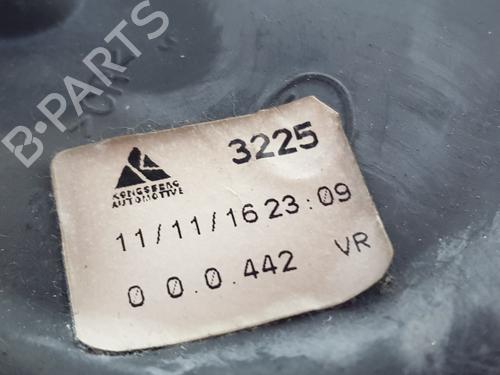 B-PARTS
3225
KONGSBERG
AUTOMOTIVE
11/11/16 23:09
0 0.0.442 VR